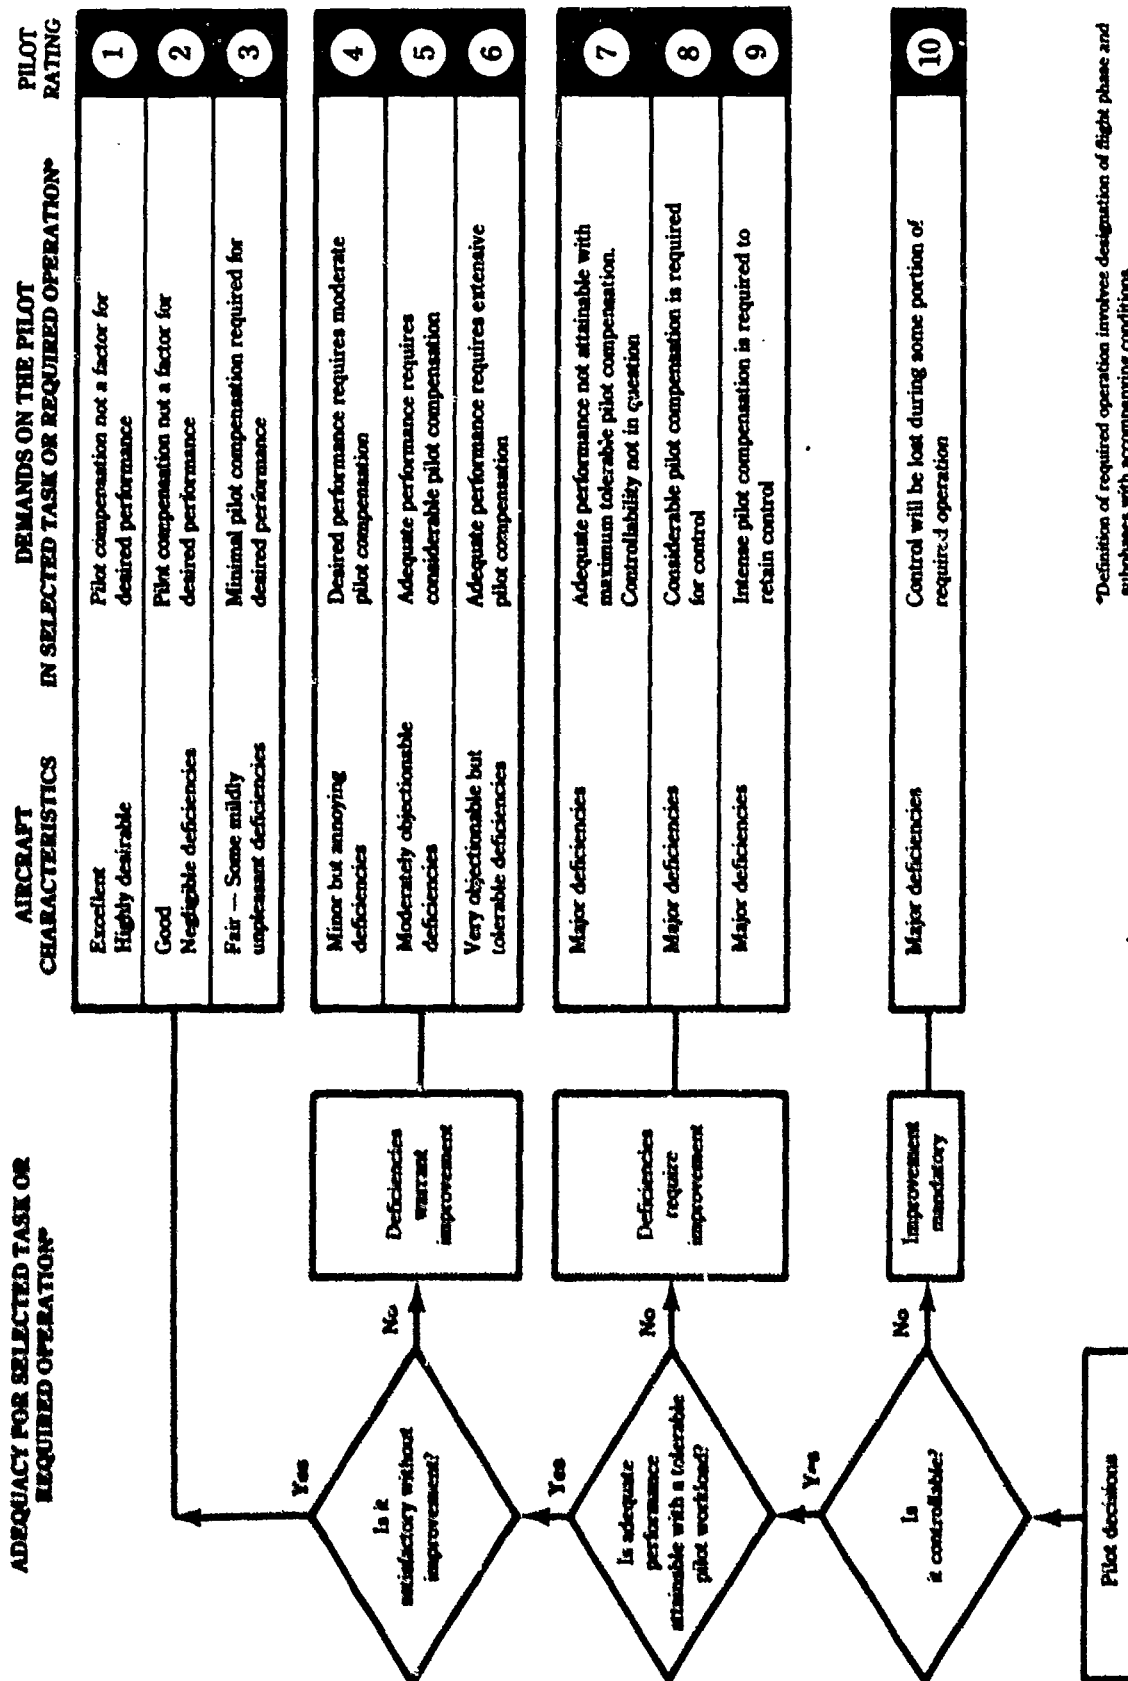 ADEQUACY FOR SELECTED TASK OR
REQUIRED OPERATION*
AIRCRAFT
CHARACTERISTICS
DEMANDS ON THE PILOT
IN SELECTED TASK OR REQUIRED OPERATION*
PILOT
RATING
Yes
Excellent
Highly desirable
Pilot compensation not a factor for
desired performance
1
Good
Negligible deficiencies
Pilot compensation not a factor for
desired performance
2
Fair — Some mildly
unpleasant deficiencies
Minimal pilot compensation required for
desired performance
3
Is it
satisfactory without
improvement?
No
Deficiencies
warrant
improvement
Minor but annoying
deficiencies
Desired performance requires moderate
pilot compensation
4
Moderately objectionable
deficiencies
Adequate performance requires
considerable pilot compensation
5
Very objectionable but
tolerable deficiencies
Adequate performance requires extensive
pilot compensation
6
Yes
Is adequate
performance
attainable with a tolerable
pilot workload?
No
Deficiencies
require
improvement
Major deficiencies
Adequate performance not attainable with
maximum tolerable pilot compensation.
Controllability not in question
7
Major deficiencies
Considerable pilot compensation is required
for control
8
Major deficiencies
Intense pilot compensation is required to
retain control
9
Yes
Is
it controllable?
No
Improvement
mandatory
Major deficiencies
Control will be lost during some portion of
required operation
10
Pilot decisions
*Definition of required operation involves designation of flight phase and
subphases with accompanying conditions